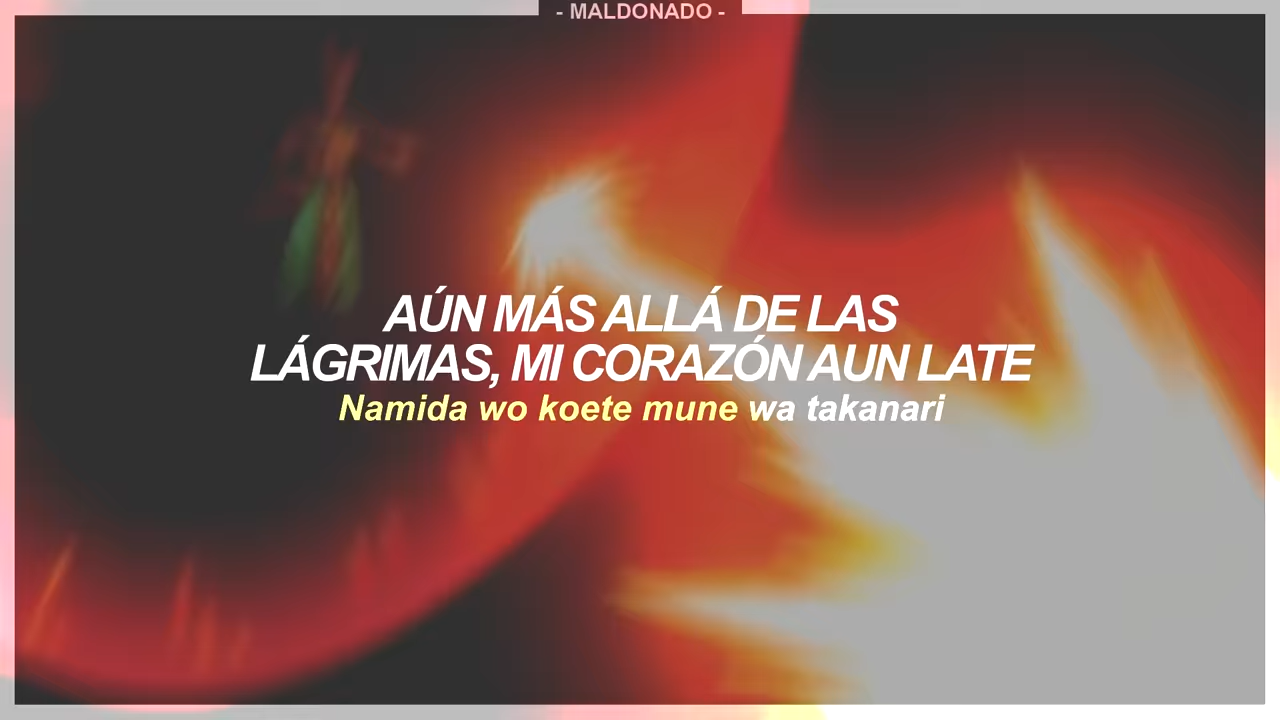 - MALDONADO -
AÚN MÁS ALLÁ DE LAS
LÁGRIMAS, MI CORAZÓN AUN LATE
Namida wo koete mune wa takanari